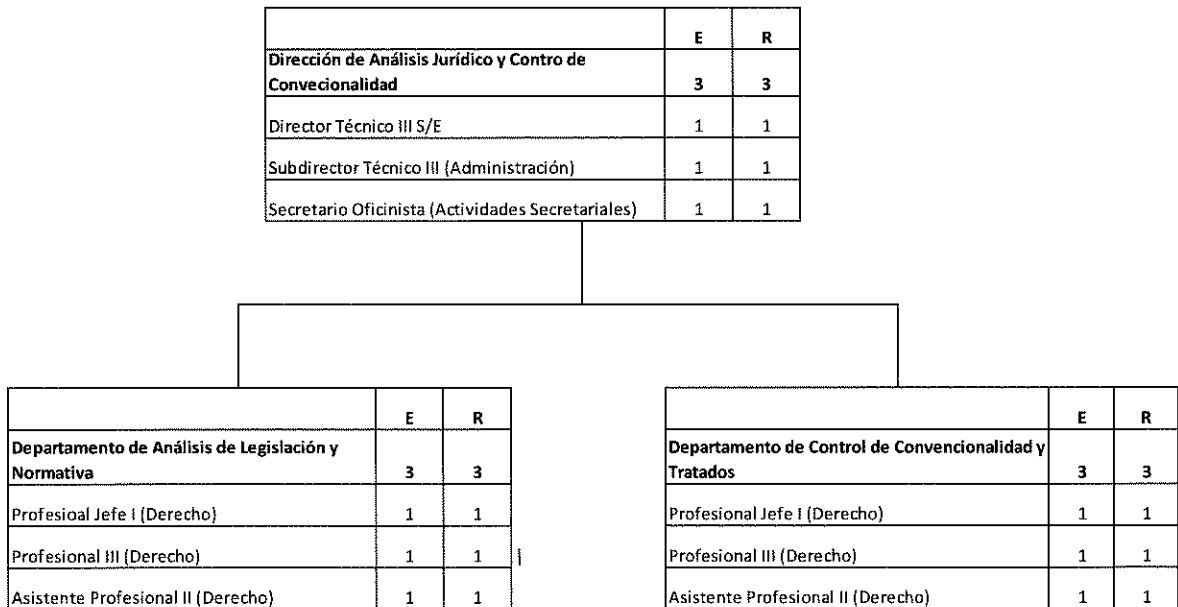 E R
Dirección de Análisis Jurídico y Contro de
Convecionalidad 3 3
Director Técnico III S/E 1 1
Subdirector Técnico III (Administración) 1 1
Secretario Oficinista (Actividades Secretariales) 1 1
E R
Departamento de Análisis de Legislación y
Normativa 3 3
Profesioal Jefe I (Derecho) 1 1
Profesional III (Derecho) 1 1
Asistente Profesional II (Derecho) 1 1
E R
Departamento de Control de Convencionalidad y
Tratados 3 3
Profesional Jefe I (Derecho) 1 1
Profesional III (Derecho) 1 1
Asistente Profesional II (Derecho) 1 1